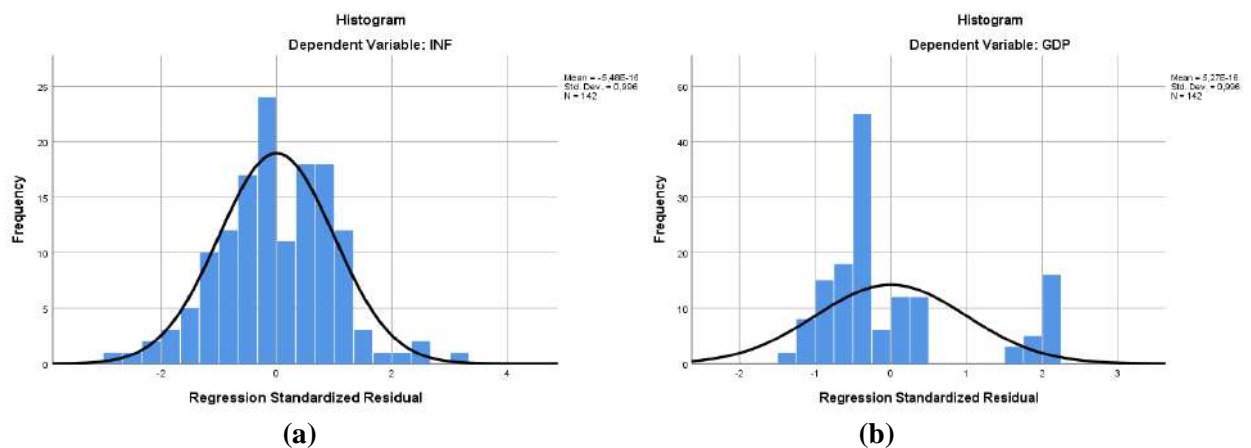 Histogram
Dependent Variable: INF
Mean = -5,48E-16
Std. Dev. = 0,996
N = 142
25
20
15
10
5
0
Frequency
-2
0
2
4
Regression Standardized Residual
(a)
Histogram
Dependent Variable: GDP
Mean = 5,27E-16
Std. Dev. = 0,996
N = 142
60
50
40
30
20
10
0
Frequency
-2
-1
0
1
2
3
Regression Standardized Residual
(b)